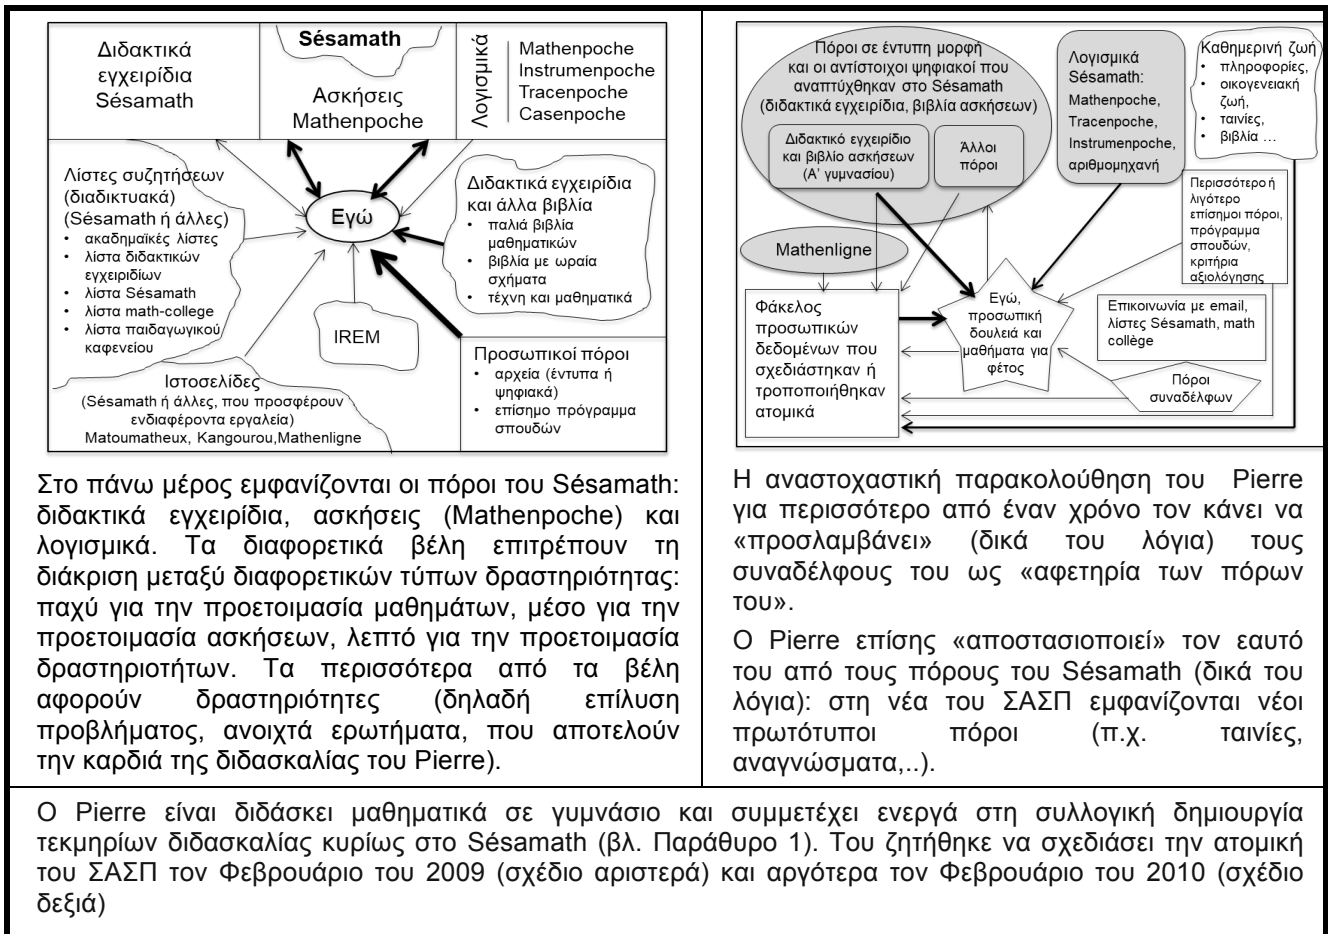 Διδακτικά
εγχειρίδια
Sésamath
Sésamath
Ασκήσεις
Mathenpoche
Λογισμικά
Mathenpoche
Instrumenpoche
Tracenpoche
Casenpoche
Λίστες συζητήσεων
(διαδικτυακά)
(Sésamath ή άλλες)
• ακαδημαϊκές λίστες
• λίστα διδακτικών
εγχειριδίων
• λίστα Sésamath
• λίστα math-college
• λίστα παιδαγωγικού
καφενείου
Εγώ
Διδακτικά εγχειρίδια
και άλλα βιβλία
• παλιά βιβλία
μαθηματικών
• βιβλία με ωραία
σχήματα
• τέχνη και μαθηματικά
IREM
Προσωπικοί πόροι
• αρχεία (έντυπα ή
ψηφιακά)
• επίσημο πρόγραμμα
σπουδών
Ιστοσελίδες
(Sésamath ή άλλες, που προσφέρουν
ενδιαφέροντα εργαλεία)
Matoumatheux, Kangourou,Mathenligne
Πόροι σε έντυπη μορφή
και οι αντίστοιχοι ψηφιακοί που
αναπτύχθηκαν στο Sésamath
(διδακτικά εγχειρίδια, βιβλία ασκήσεων)
Διδακτικό εγχειρίδιο
και βιβλίο ασκήσεων
(Α' γυμνασίου)
Άλλοι
πόροι
Λογισμικά
Sésamath:
Mathenpoche,
Tracenpoche,
Instrumenpoche,
αριθμομηχανή
Καθημερινή ζωή
• πληροφορίες,
• οικογενειακή
ζωή,
• ταινίες,
• βιβλία ...
Περισσότερο ή
λιγότερο
επίσημοι πόροι,
πρόγραμμα
σπουδών,
κριτήρια
αξιολόγησης
Mathenligne
Φάκελος
προσωπικών
δεδομένων που
σχεδιάστηκαν ή
τροποποιήθηκαν
ατομικά
Εγώ,
προσωπική
δουλειά και
μαθήματα για
φέτος
Επικοινωνία με email,
λίστες Sésamath, math
collège
Πόροι
συναδέλφων
Στο πάνω μέρος εμφανίζονται οι πόροι του Sésamath:
διδακτικά εγχειρίδια, ασκήσεις (Mathenpoche) και
λογισμικά. Τα διαφορετικά βέλη επιτρέπουν τη
διάκριση μεταξύ διαφορετικών τύπων δραστηριότητας:
παχύ για την προετοιμασία μαθημάτων, μέσο για την
προετοιμασία ασκήσεων, λεπτό για την προετοιμασία
δραστηριοτήτων. Τα περισσότερα από τα βέλη
αφορούν δραστηριότητες (δηλαδή επίλυση
προβλήματος, ανοιχτά ερωτήματα, που αποτελούν
την καρδιά της διδασκαλίας του Pierre).
Η αναστοχαστική παρακολούθηση του Pierre
για περισσότερο από έναν χρόνο τον κάνει να
«προσλαμβάνει» (δικά του λόγια) τους
συναδέλφους του ως «αφετηρία των πόρων
του».
Ο Pierre επίσης «αποστασιοποιεί» τον εαυτό
του από τους πόρους του Sésamath (δικά του
λόγια): στη νέα του ΣΑΣΠ εμφανίζονται νέοι
πρωτότυποι πόροι (π.χ. ταινίες,
αναγνώσματα,..).
Ο Pierre είναι διδάσκει μαθηματικά σε γυμνάσιο και συμμετέχει ενεργά στη συλλογική δημιουργία
τεκμηρίων διδασκαλίας κυρίως στο Sésamath (βλ. Παράθυρο 1). Του ζητήθηκε να σχεδιάσει την ατομική
του ΣΑΣΠ τον Φεβρουάριο του 2009 (σχέδιο αριστερά) και αργότερα τον Φεβρουάριο του 2010 (σχέδιο
δεξιά)